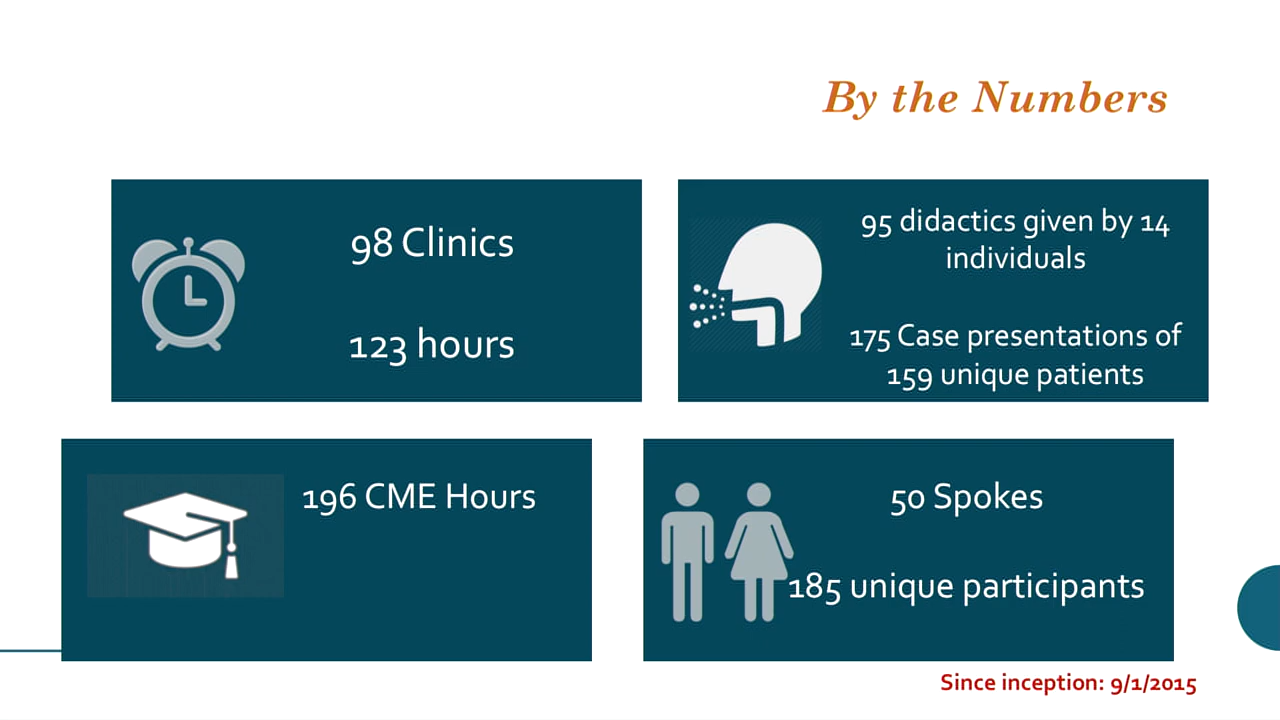 By the Numbers
98 Clinics
123 hours
95 didactics given by 14
individuals
175 Case presentations of
159 unique patients
196 CME Hours
50 Spokes
185 unique participants
Since inception: 9/1/2015